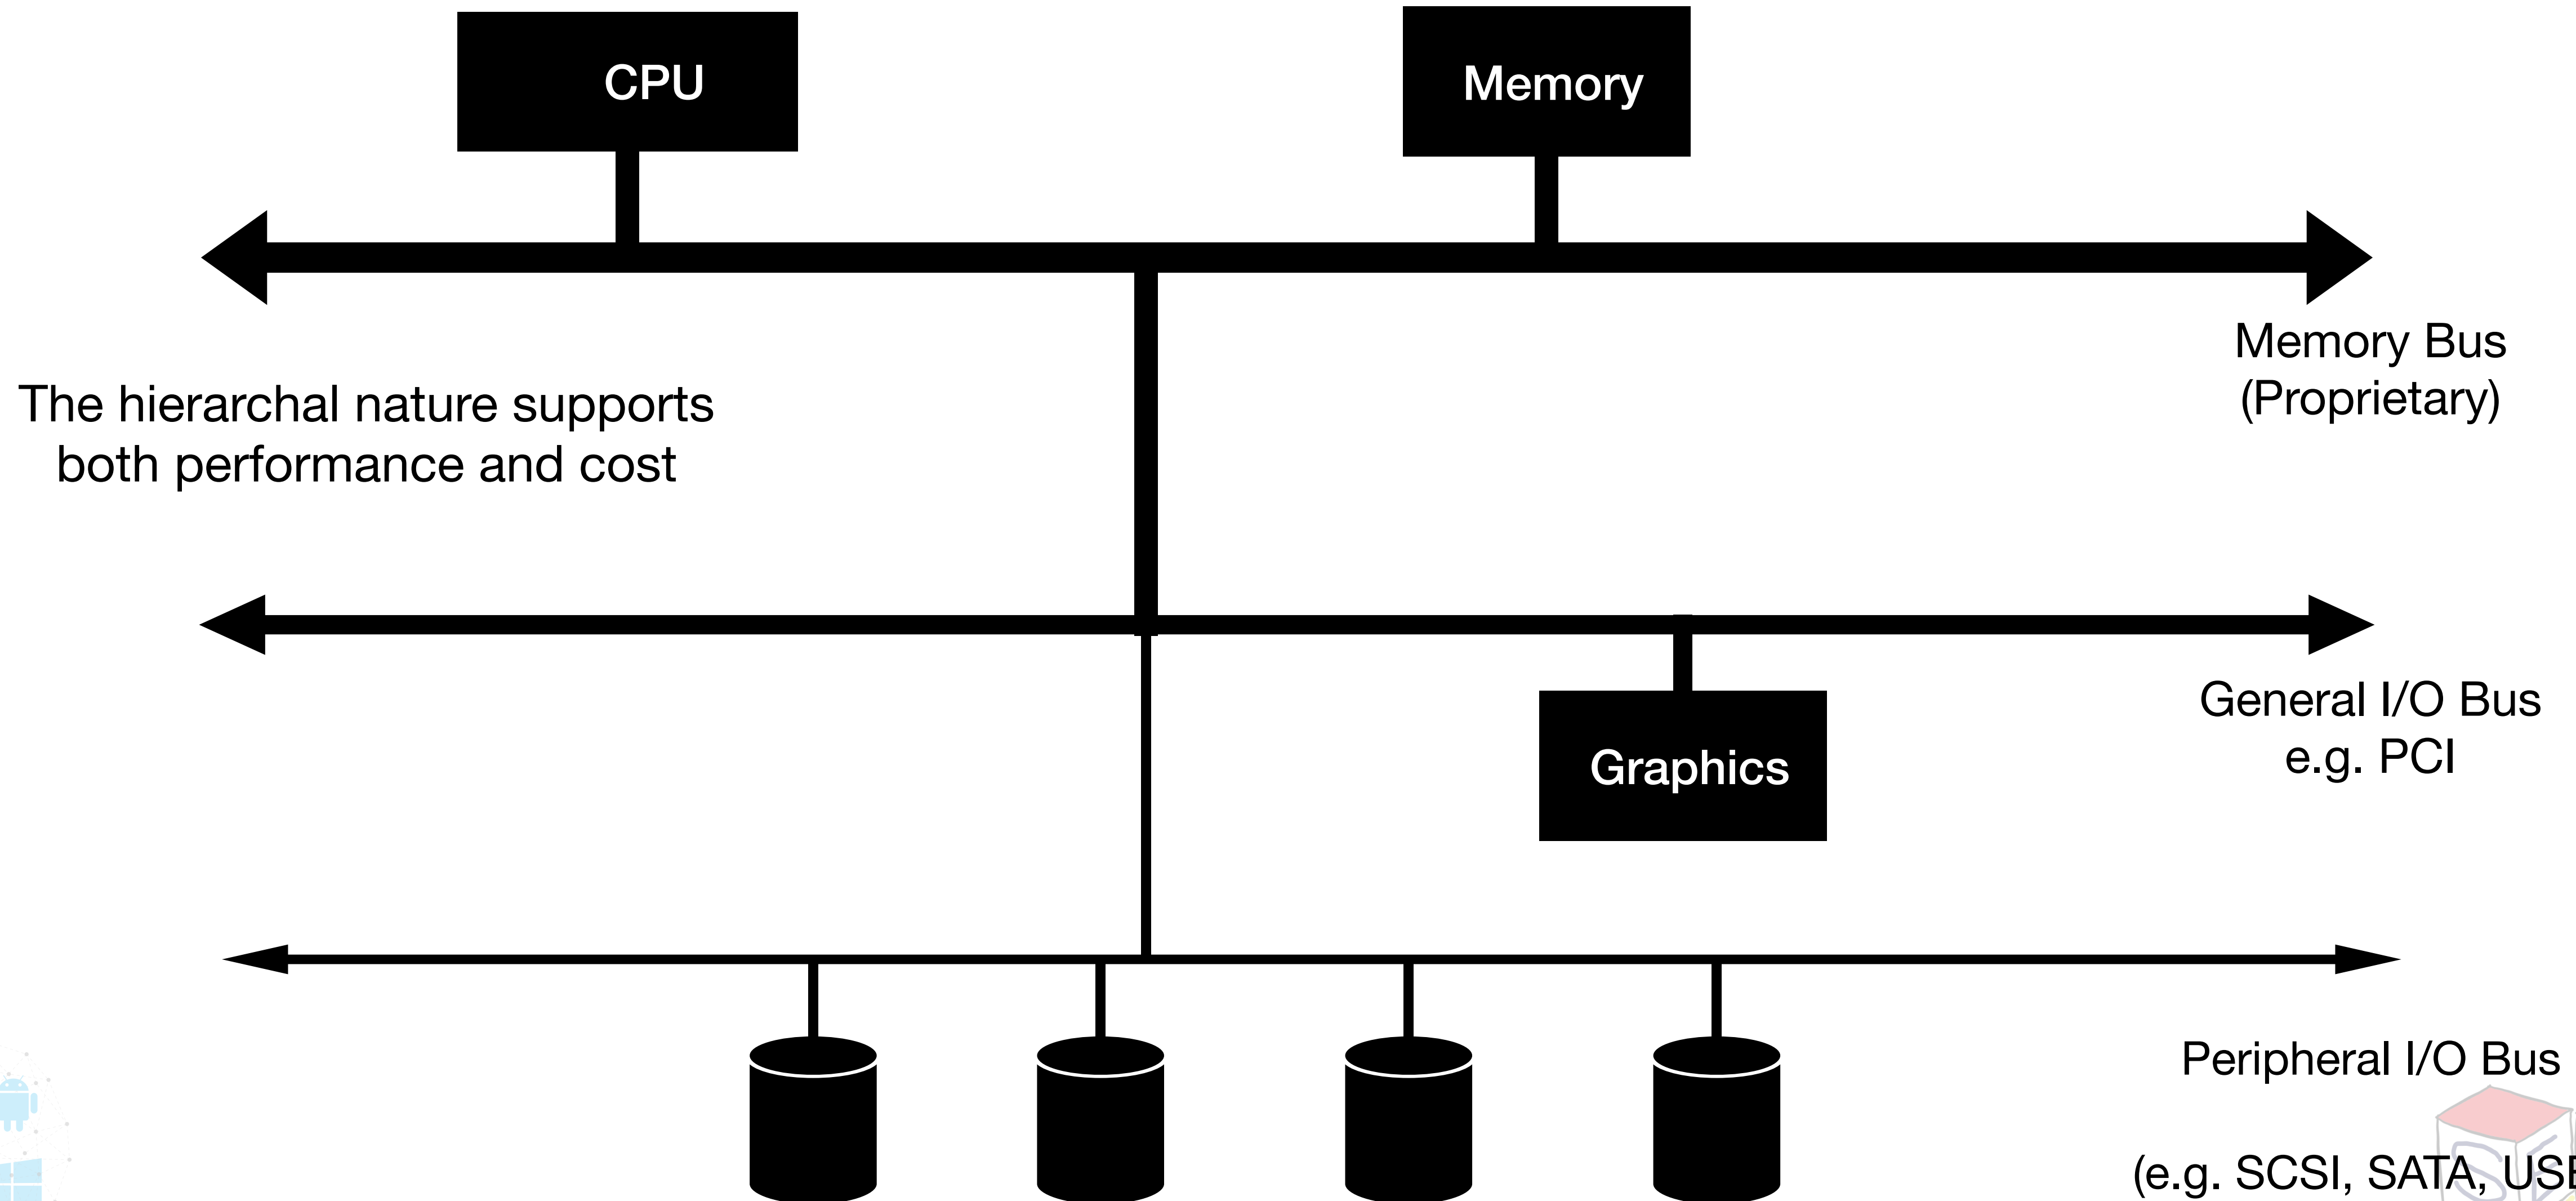 CPU
Memory
Memory Bus
(Proprietary)
The hierarchal nature supports
both performance and cost
General I/O Bus
e.g. PCI
Graphics
Peripheral I/O Bus
(e.g. SCSI, SATA,